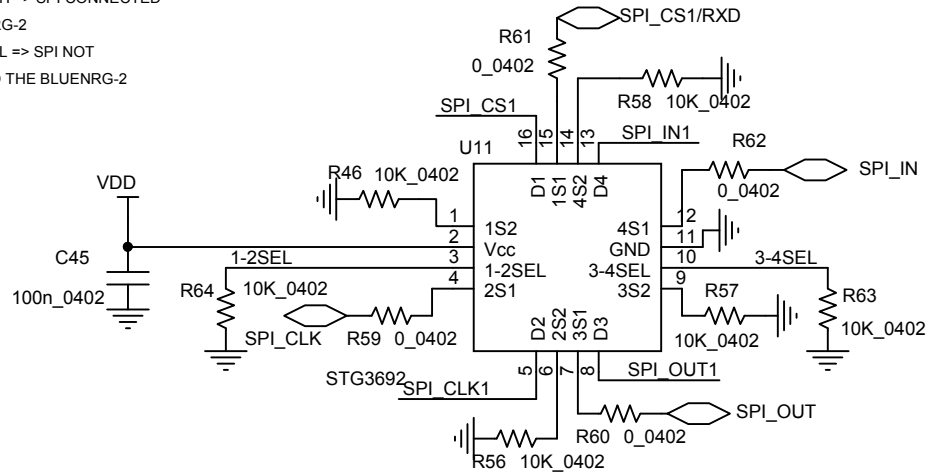 SPI CONNECTED
RG-2
L => SPI NOT
THE BLUENRG-2
SPI_CS1/RXD
R61
0_0402
R58 10K_0402
SPI_CS1
16
15
14
13
SPI_IN1
R62
0_0402
SPI_IN
U11
D1
1S1
4S2
D4
R46 10K_0402
VDD
1
1S2
4S1
12
2
Vcc
GND
11
C45
100n_0402
1-2SEL
3
1-2SEL
3-4SEL
10
3-4SEL
4
2S1
3S2
9
R64
10K_0402
R57
10K_0402
R63
10K_0402
SPI_CLK
R59 0_0402
D2
2S2
3S1
D3
STG3692
SPI_CLK1
5
6
7
8
SPI_OUT1
SPI_OUT
R60 0_0402
R56 10K_0402